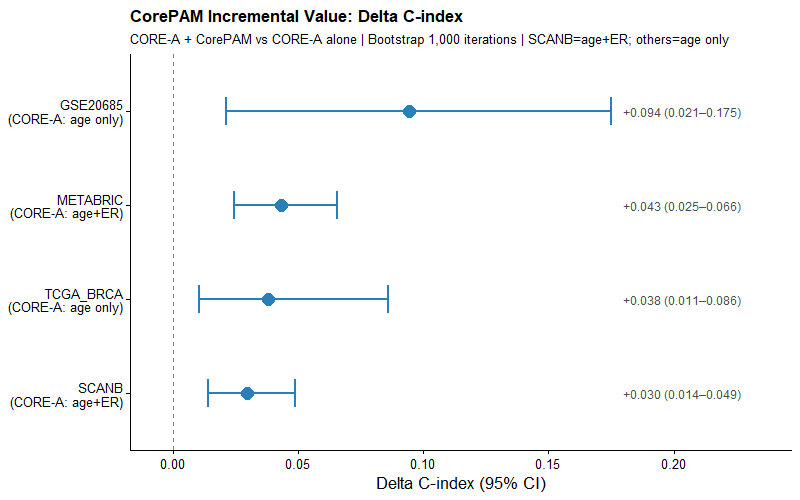 CorePAM Incremental Value: Delta C-index
CORE-A + CorePAM vs CORE-A alone | Bootstrap 1,000 iterations | SCANB=age+ER; others=age only
GSE20685
(CORE-A: age only)
+0.094 (0.021–0.175)
METABRIC
(CORE-A: age+ER)
+0.043 (0.025–0.066)
TCGA_BRCA
(CORE-A: age only)
+0.038 (0.011–0.086)
SCANB
(CORE-A: age+ER)
+0.030 (0.014–0.049)
0.00 0.05 0.10 0.15 0.20
Delta C-index (95% CI)